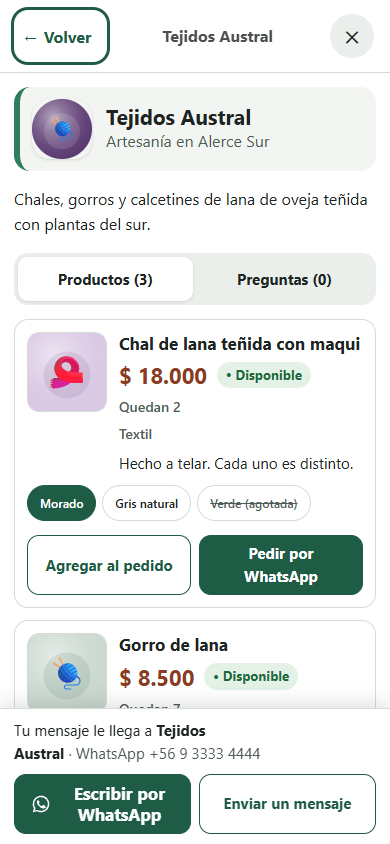 ← Volver
Tejidos Austral
×
Tejidos Austral
Artesanía en Alerce Sur
Chales, gorros y calcetines de lana de oveja teñida
con plantas del sur.
Productos (3)
Preguntas (0)
Chal de lana teñida con maqui
$ 18.000
• Disponible
Quedan 2
Textil
Hecho a telar. Cada uno es distinto.
Morado
Gris natural
Verde (agotada)
Agregar al pedido
Pedir por
WhatsApp
Gorro de lana
$ 8.500
• Disponible
Quedan 7
Tu mensaje le llega a Tejidos
Austral · WhatsApp +56 9 3333 4444
Escribir por
WhatsApp
Enviar un mensaje